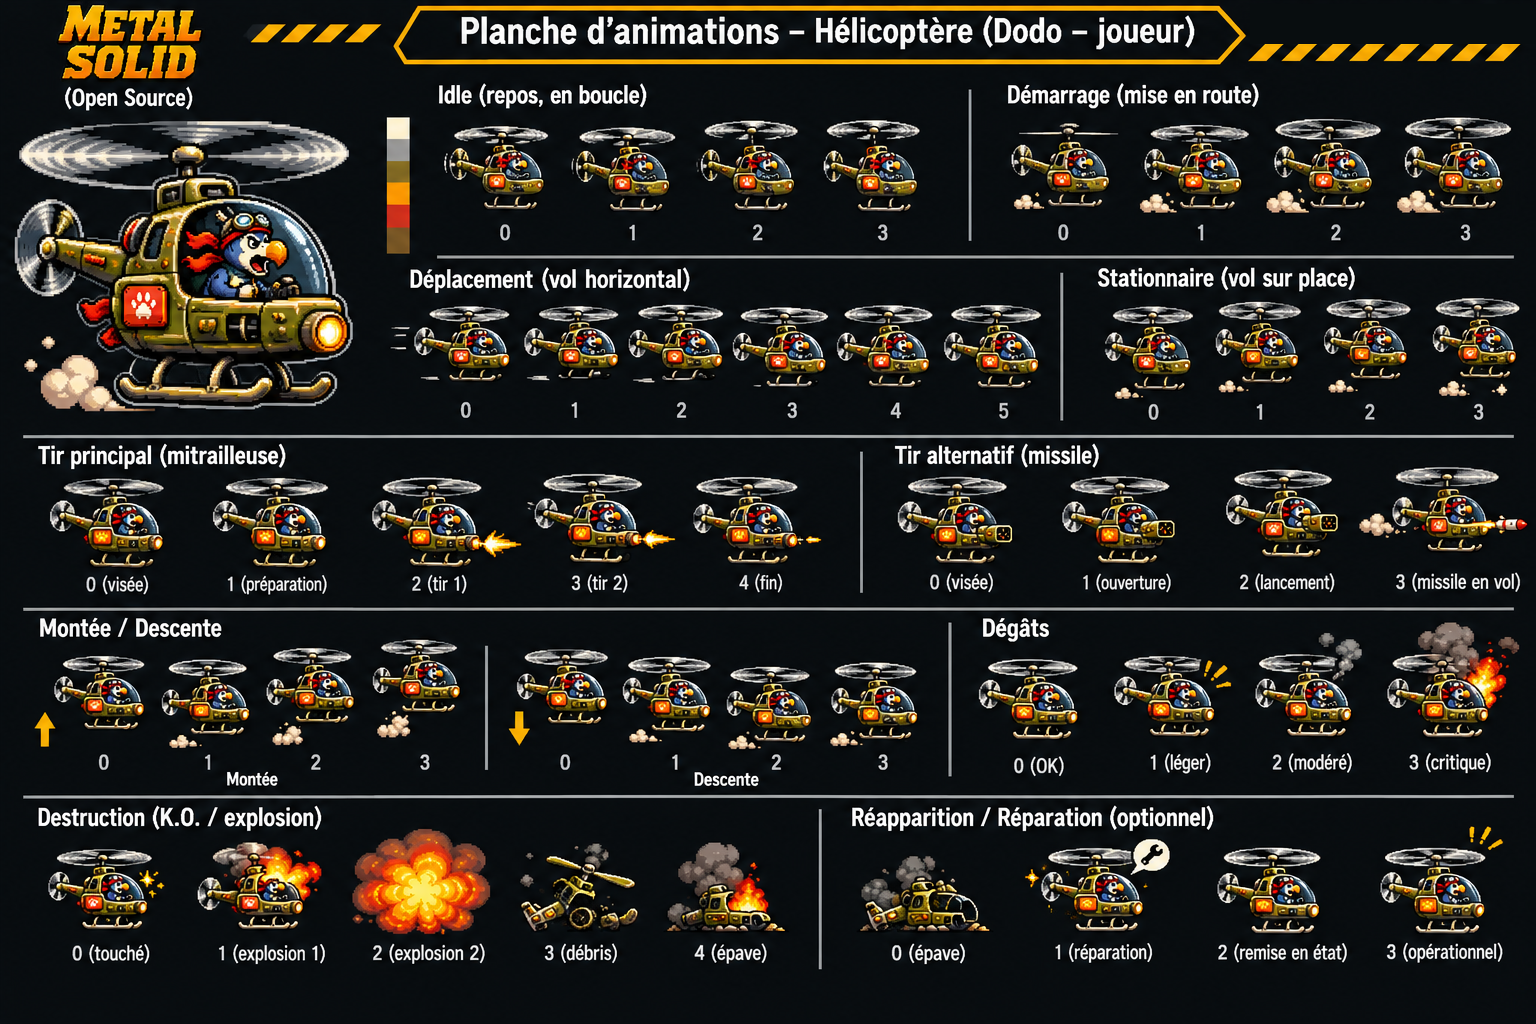 METAL
SOLID
(Open Source)
Planche d'animations – Hélicoptère (Dodo – joueur)
Idle (repos, en boucle)
0 1 2 3
Démarrage (mise en route)
0 1 2 3
Déplacement (vol horizontal)
0 1 2 3 4 5
Stationnaire (vol sur place)
0 1 2 3
Tir principal (mitrailleuse)
0 (visée) 1 (préparation) 2 (tir 1) 3 (tir 2) 4 (fin)
Tir alternatif (missile)
0 (visée) 1 (ouverture) 2 (lancement) 3 (missile en vol)
Montée / Descente
0 1 2 3
Montée
0 1 2 3
Descente
Dégâts
0 (OK) 1 (léger) 2 (modéré) 3 (critique)
Destruction (K.O. / explosion)
0 (touché) 1 (explosion 1) 2 (explosion 2) 3 (débris) 4 (épave)
Réapparition / Réparation (optionnel)
0 (épave) 1 (réparation) 2 (remise en état) 3 (opérationnel)